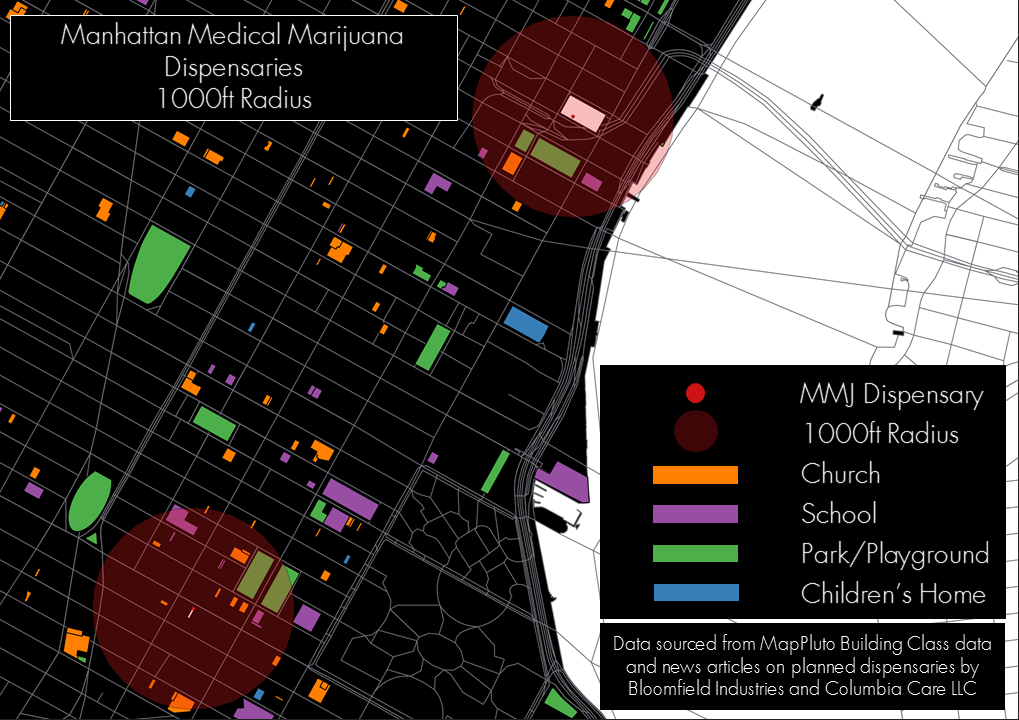 Manhattan Medical Marijuana
Dispensaries
1000ft Radius
MMJ Dispensary
1000ft Radius
Church
School
Park/Playground
Children's Home
Data sourced from MapPluto Building Class data
and news articles on planned dispensaries by
Bloomfield Industries and Columbia Care LLC